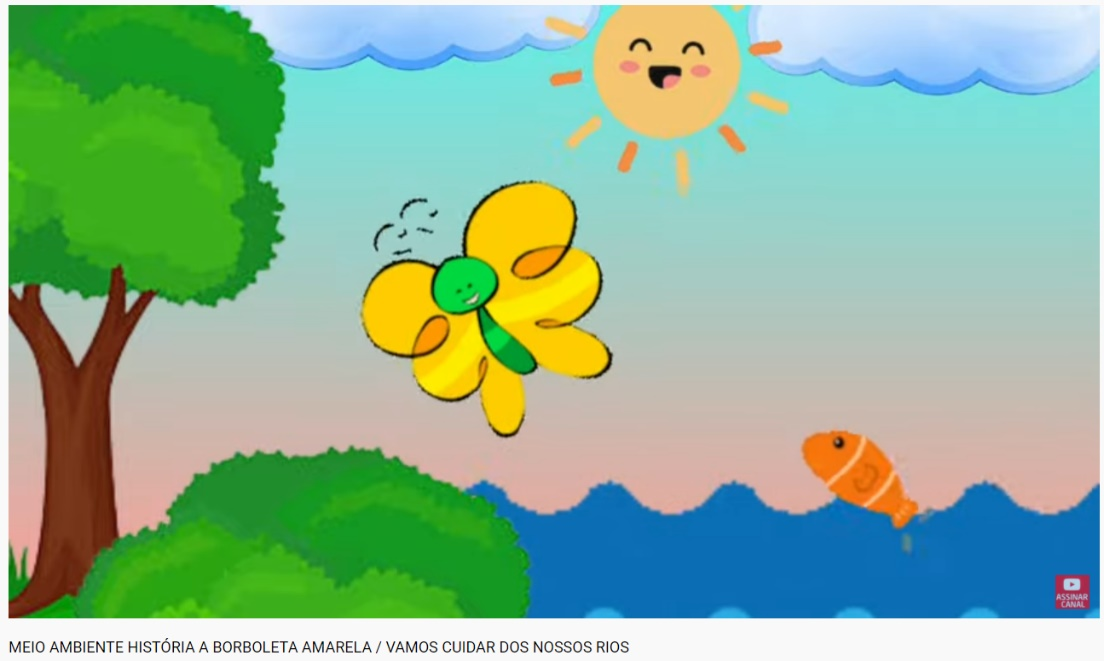 ASSINAR
CANAL
MEIO AMBIENTE HISTÓRIA A BORBOLETA AMARELA / VAMOS CUIDAR DOS NOSSOS RIOS